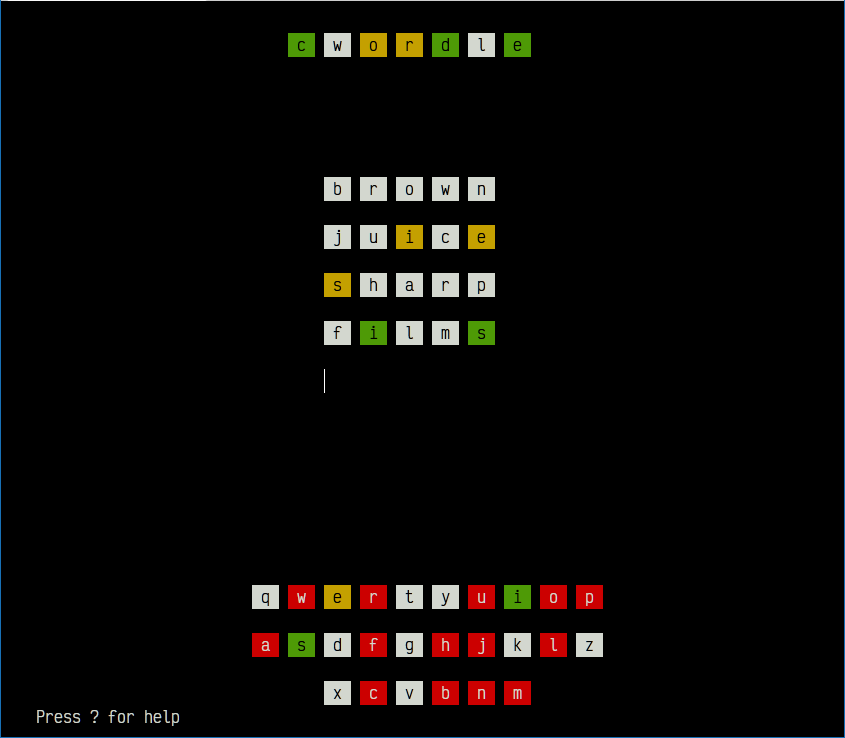 c w o r d l e
b r o w n
j u i c e
s h a r p
f i l m s
q w e r t y u i o p
a s d f g h j k l z
x c v b n m
Press ? for help